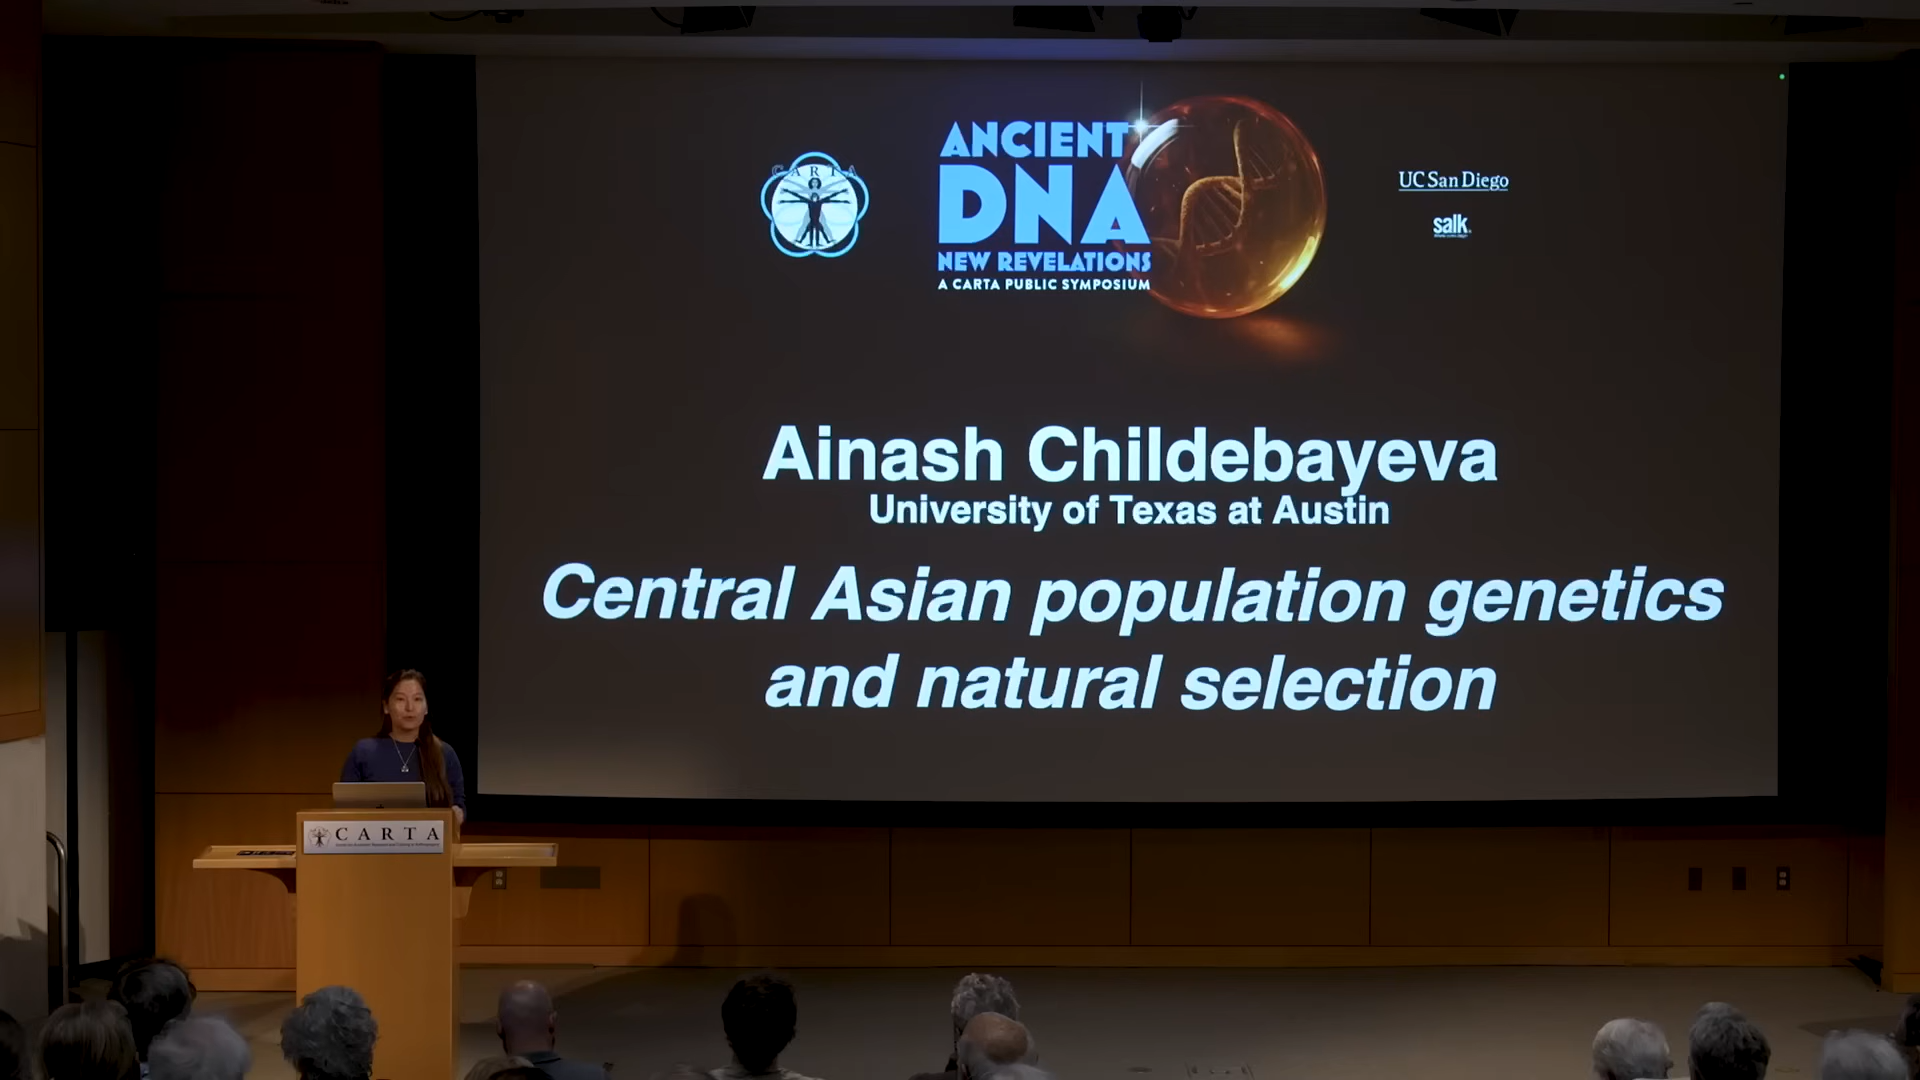 CARTA
ANCIENT
DNA
NEW REVELATIONS
A CARTA PUBLIC SYMPOSIUM
UC San Diego
salk
Ainash Childebayeva
University of Texas at Austin
Central Asian population genetics
and natural selection
CARTA